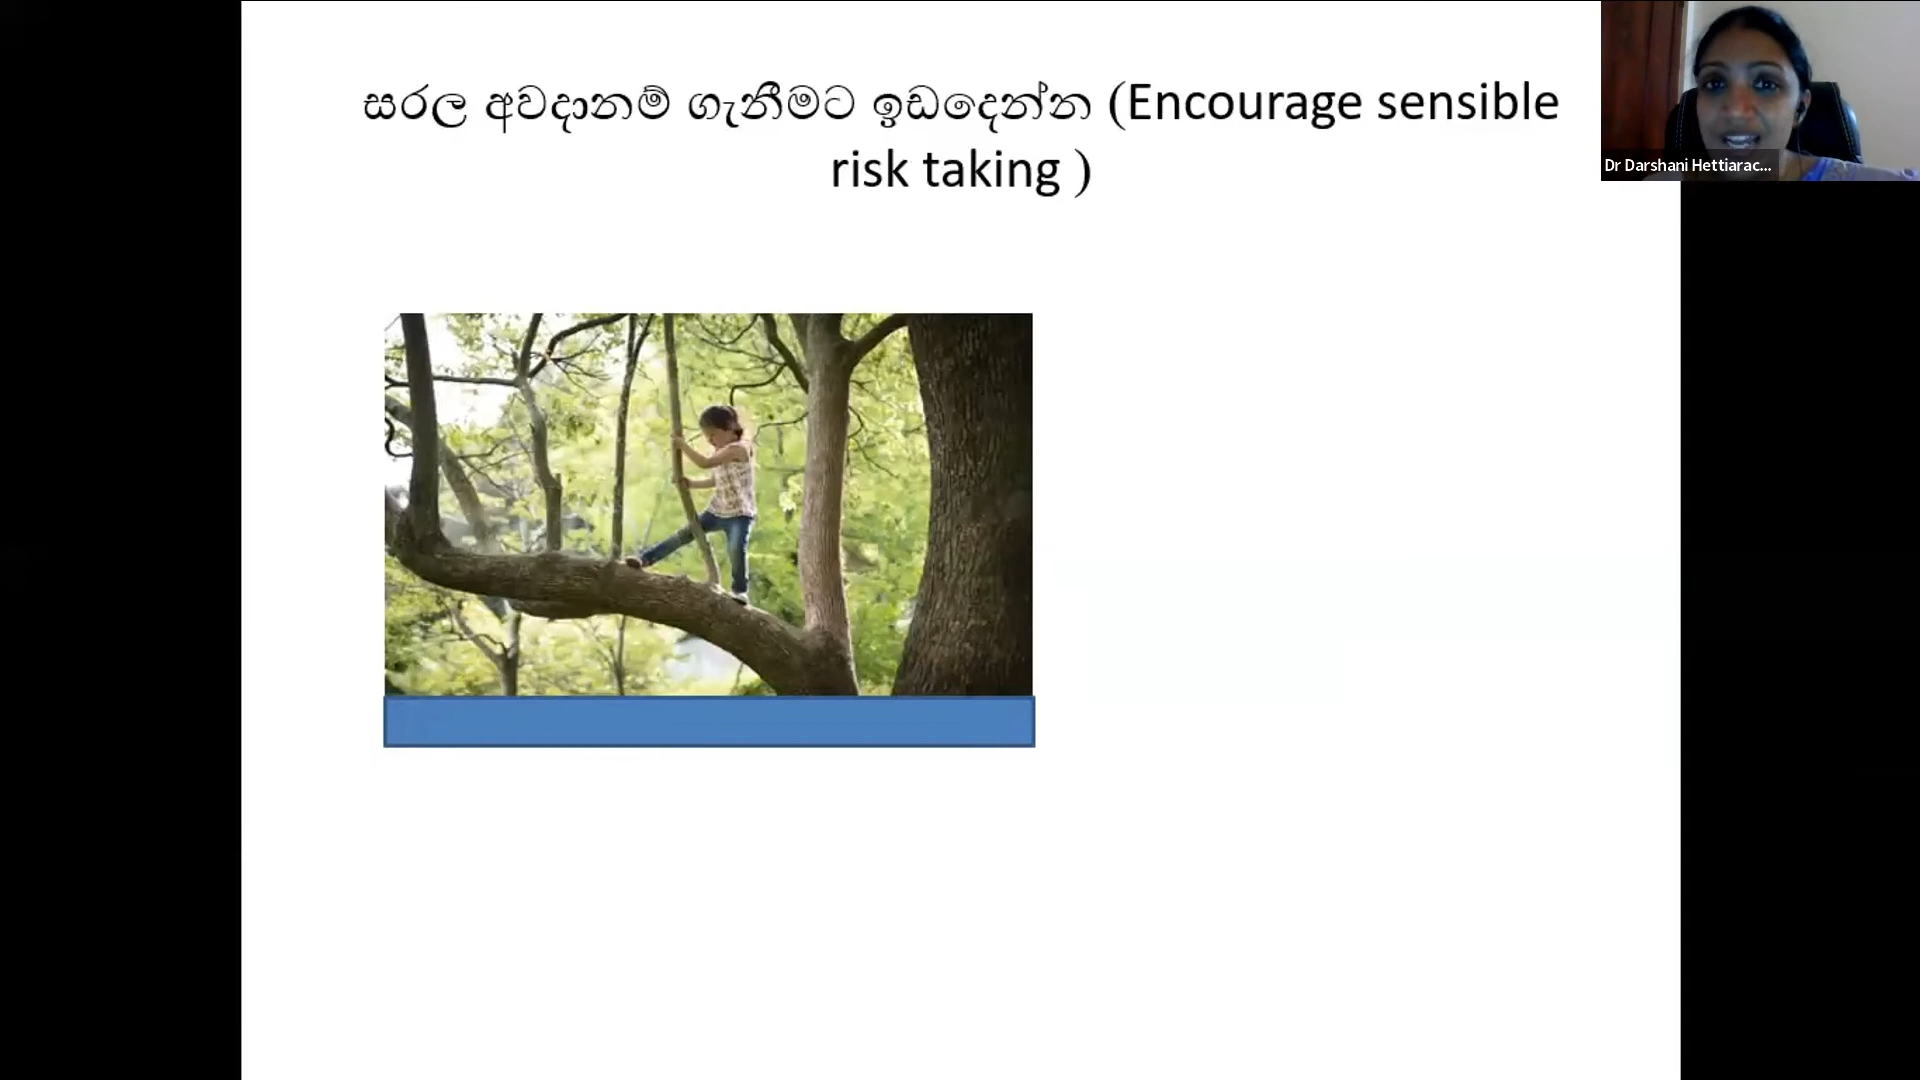 සරල අවදානම් ගැනීමට ඉඩදෙන්න (Encourage sensible
risk taking )
Dr Darshani Hettiarac...